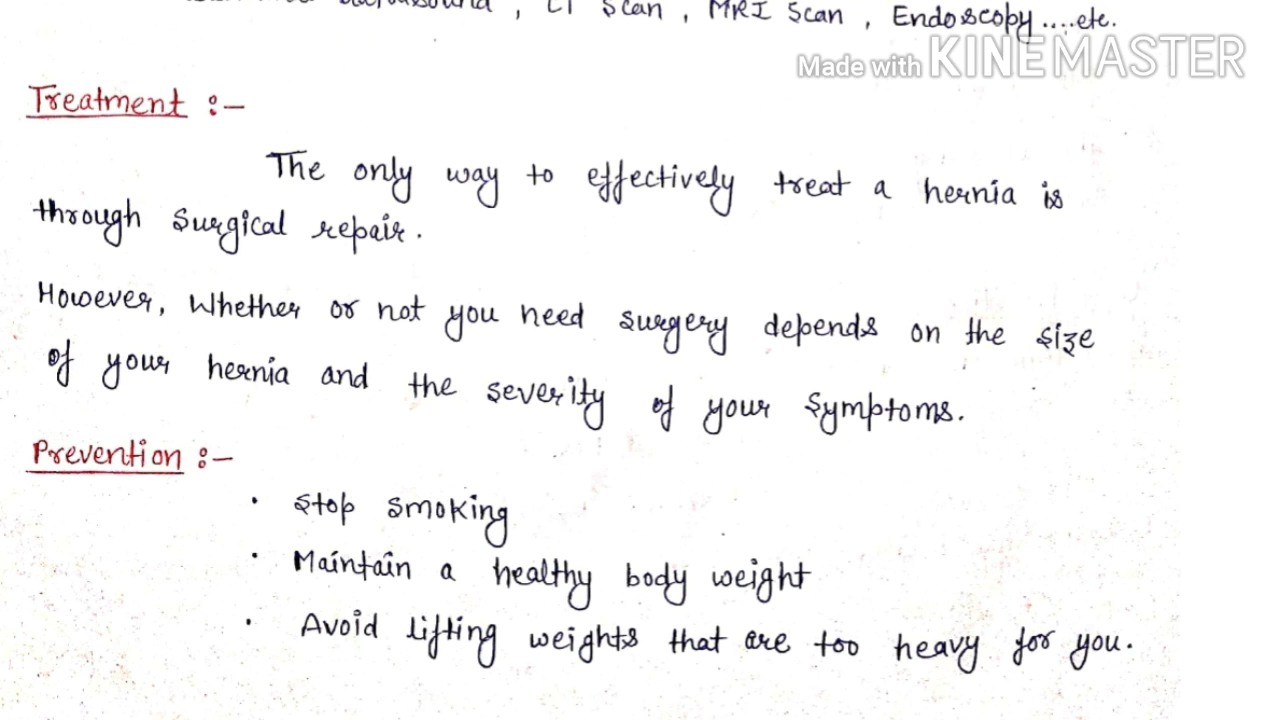 , CT Scan , MRI Scan , Endoscopy ....etc.
Made with KINEMASTER
Treatment :-
The only way to effectively treat a hernia is
through surgical repair.
However, Whether or not you need surgery depends on the size
of your hernia and the severity of your symptoms.
Prevention :-
· Stop smoking
· Maintain a healthy body weight
· Avoid lifting weights that are too heavy for you.